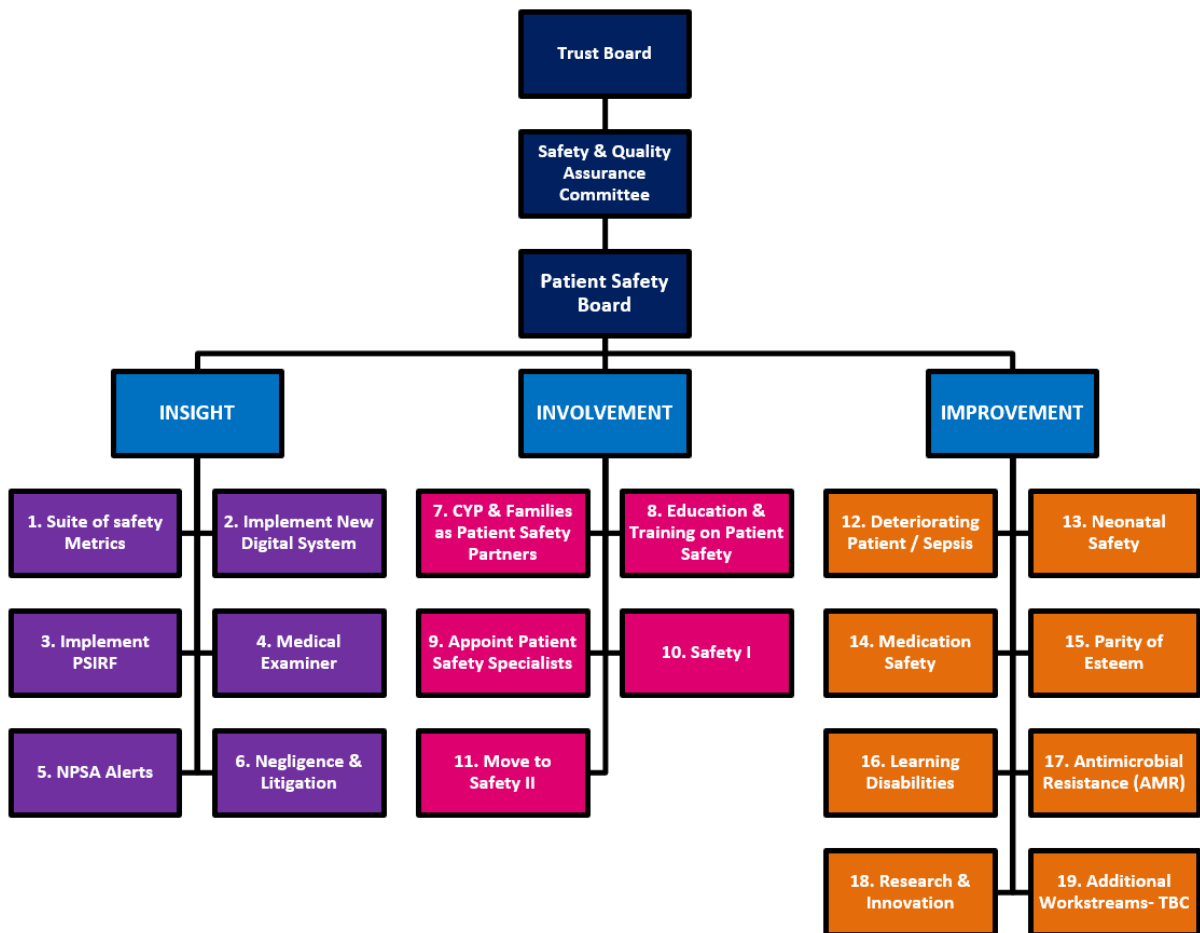 Trust Board
Safety & Quality
Assurance
Committee
Patient Safety
Board
INSIGHT
INVOLVEMENT
IMPROVEMENT
1. Suite of safety
Metrics
2. Implement New
Digital System
7. CYP & Families
as Patient Safety
Partners
8. Education &
Training on Patient
Safety
12. Deteriorating
Patient / Sepsis
13. Neonatal
Safety
3. Implement
PSIRF
4. Medical
Examiner
9. Appoint Patient
Safety Specialists
10. Safety I
14. Medication
Safety
15. Parity of
Esteem
5. NPSA Alerts
6. Negligence &
Litigation
11. Move to
Safety II
16. Learning
Disabilities
17. Antimicrobial
Resistance (AMR)
18. Research &
Innovation
19. Additional
Workstreams- TBC